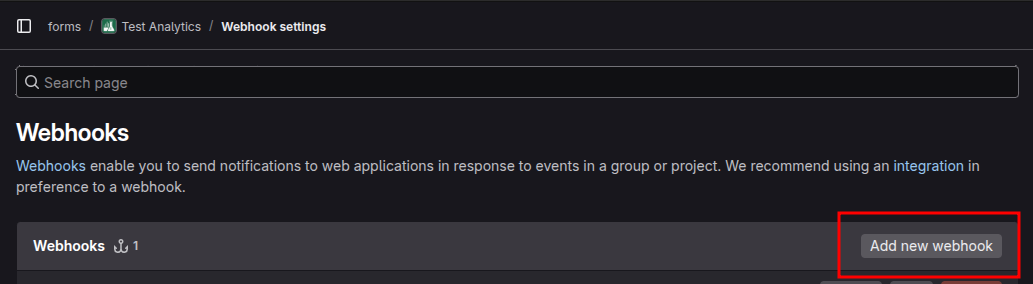 forms / Test Analytics / Webhook settings
Search page
Webhooks
Webhooks enable you to send notifications to web applications in response to events in a group or project. We recommend using an integration in
preference to a webhook.
Webhooks 1
Add new webhook